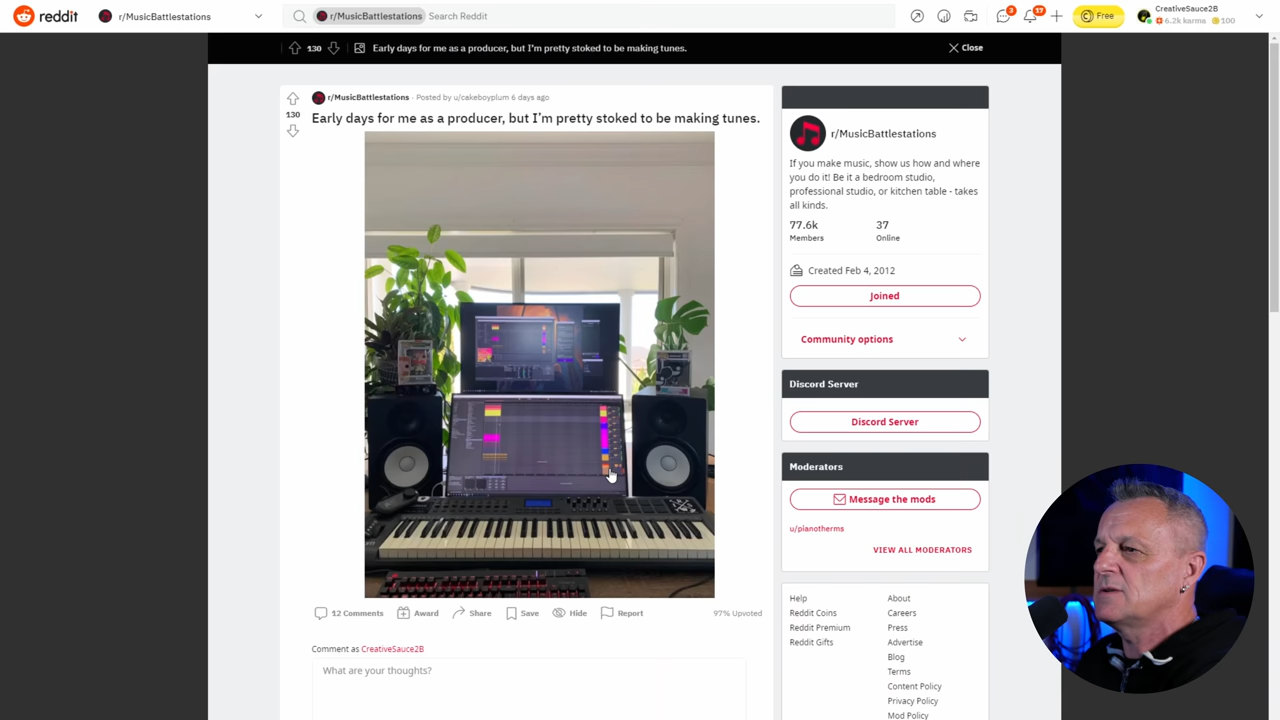 reddit
r/MusicBattlestations
r/MusicBattlestations
Search Reddit
3
17
Free
CreativeSauce2B
6.2k karma
100
130
Early days for me as a producer, but I'm pretty stoked to be making tunes.
Close
130
r/MusicBattlestations · Posted by u/cakeboyplum 6 days ago
Early days for me as a producer, but I'm pretty stoked to be making tunes.
12 Comments
Award
Share
Save
Hide
Report
97% Upvoted
Comment as CreativeSauce2B
What are your thoughts?
r/MusicBattlestations
If you make music, show us how and where
you do it! Be it a bedroom studio,
professional studio, or kitchen table - takes
all kinds.
77.6k
37
Members
Online
Created Feb 4, 2012
Joined
Community options
Discord Server
Discord Server
Moderators
Message the mods
u/pianotherms
VIEW ALL MODERATORS
Help
About
Reddit Coins
Careers
Reddit Premium
Press
Reddit Gifts
Advertise
Blog
Terms
Content Policy
Privacy Policy
Mod Policy